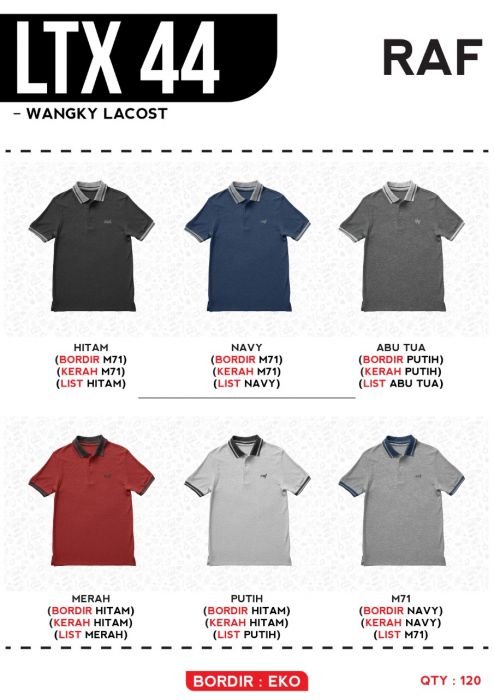 LTX 44
RAF
– WANGKY LACOST
HITAM
(BORDIR M71)
(KERAH M71)
(LIST HITAM)
NAVY
(BORDIR M71)
(KERAH M71)
(LIST NAVY)
ABU TUA
(BORDIR PUTIH)
(KERAH PUTIH)
(LIST ABU TUA)
MERAH
(BORDIR HITAM)
(KERAH HITAM)
(LIST MERAH)
PUTIH
(BORDIR HITAM)
(KERAH HITAM)
(LIST PUTIH)
M71
(BORDIR NAVY)
(KERAH NAVY)
(LIST M71)
BORDIR : EKO
QTY : 120